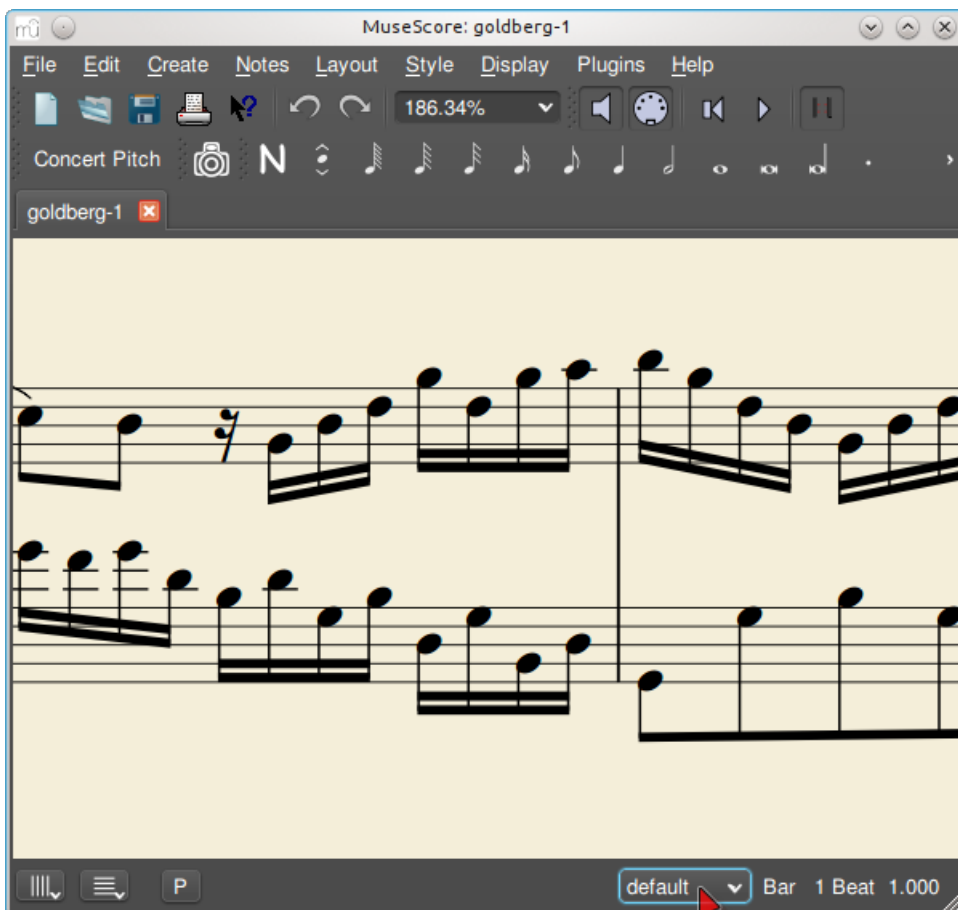 MuseScore: goldberg-1
File Edit Create Notes Layout Style Display Plugins Help
186.34%
Concert Pitch N
goldberg-1
P default Bar 1 Beat 1.000